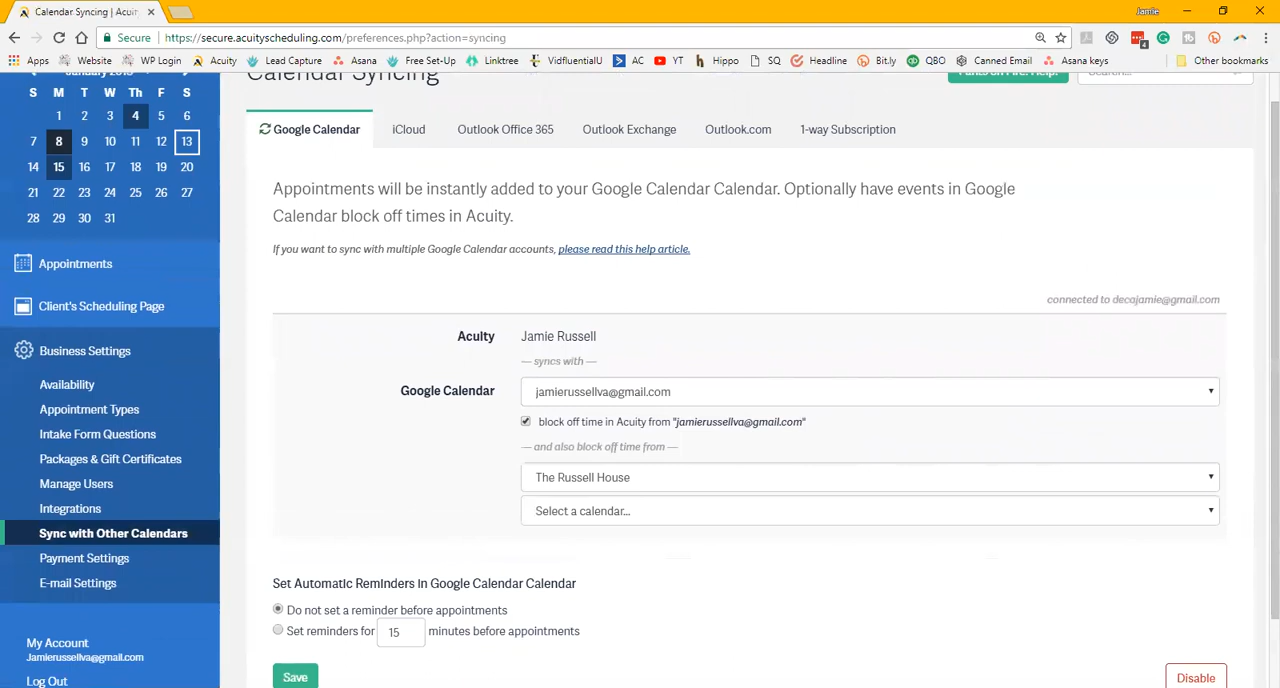 Calendar Syncing | Acuity
Jamie
Secure https://secure.acuityscheduling.com/preferences.php?action=syncing
4
Apps Website WP Login Acuity Lead Capture Asana Free Set-Up Linktree VidfluentialU AC YT Hippo SQ Headline Bit.ly QBO Canned Email Asana keys Other bookmarks
Calendar Syncing
S M T W Th F S
1 2 3 4 5 6
7 8 9 10 11 12 13
14 15 16 17 18 19 20
21 22 23 24 25 26 27
28 29 30 31
Appointments
Client's Scheduling Page
Business Settings
Availability
Appointment Types
Intake Form Questions
Packages & Gift Certificates
Manage Users
Integrations
Sync with Other Calendars
Payment Settings
E-mail Settings
My Account
Jamierussellva@gmail.com
Log Out
Google Calendar iCloud Outlook Office 365 Outlook Exchange Outlook.com 1-way Subscription
Appointments will be instantly added to your Google Calendar Calendar. Optionally have events in Google
Calendar block off times in Acuity.
If you want to sync with multiple Google Calendar accounts, please read this help article.
connected to decajamie@gmail.com
Acuity Jamie Russell
— syncs with —
Google Calendar jamierussellva@gmail.com
block off time in Acuity from "jamierussellva@gmail.com"
— and also block off time from —
The Russell House
Select a calendar...
Set Automatic Reminders in Google Calendar Calendar
Do not set a reminder before appointments
Set reminders for 15 minutes before appointments
Save Disable